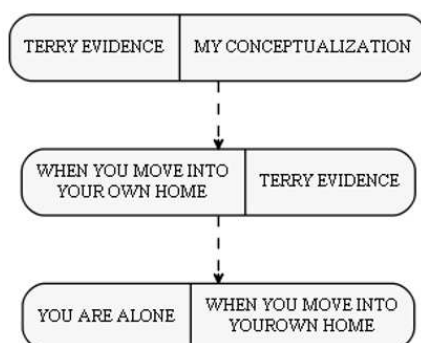 TERRY EVIDENCE
MY CONCEPTUALIZATION
WHEN YOU MOVE INTO
YOUR OWN HOME
TERRY EVIDENCE
YOU ARE ALONE
WHEN YOU MOVE INTO
YOUROWN HOME